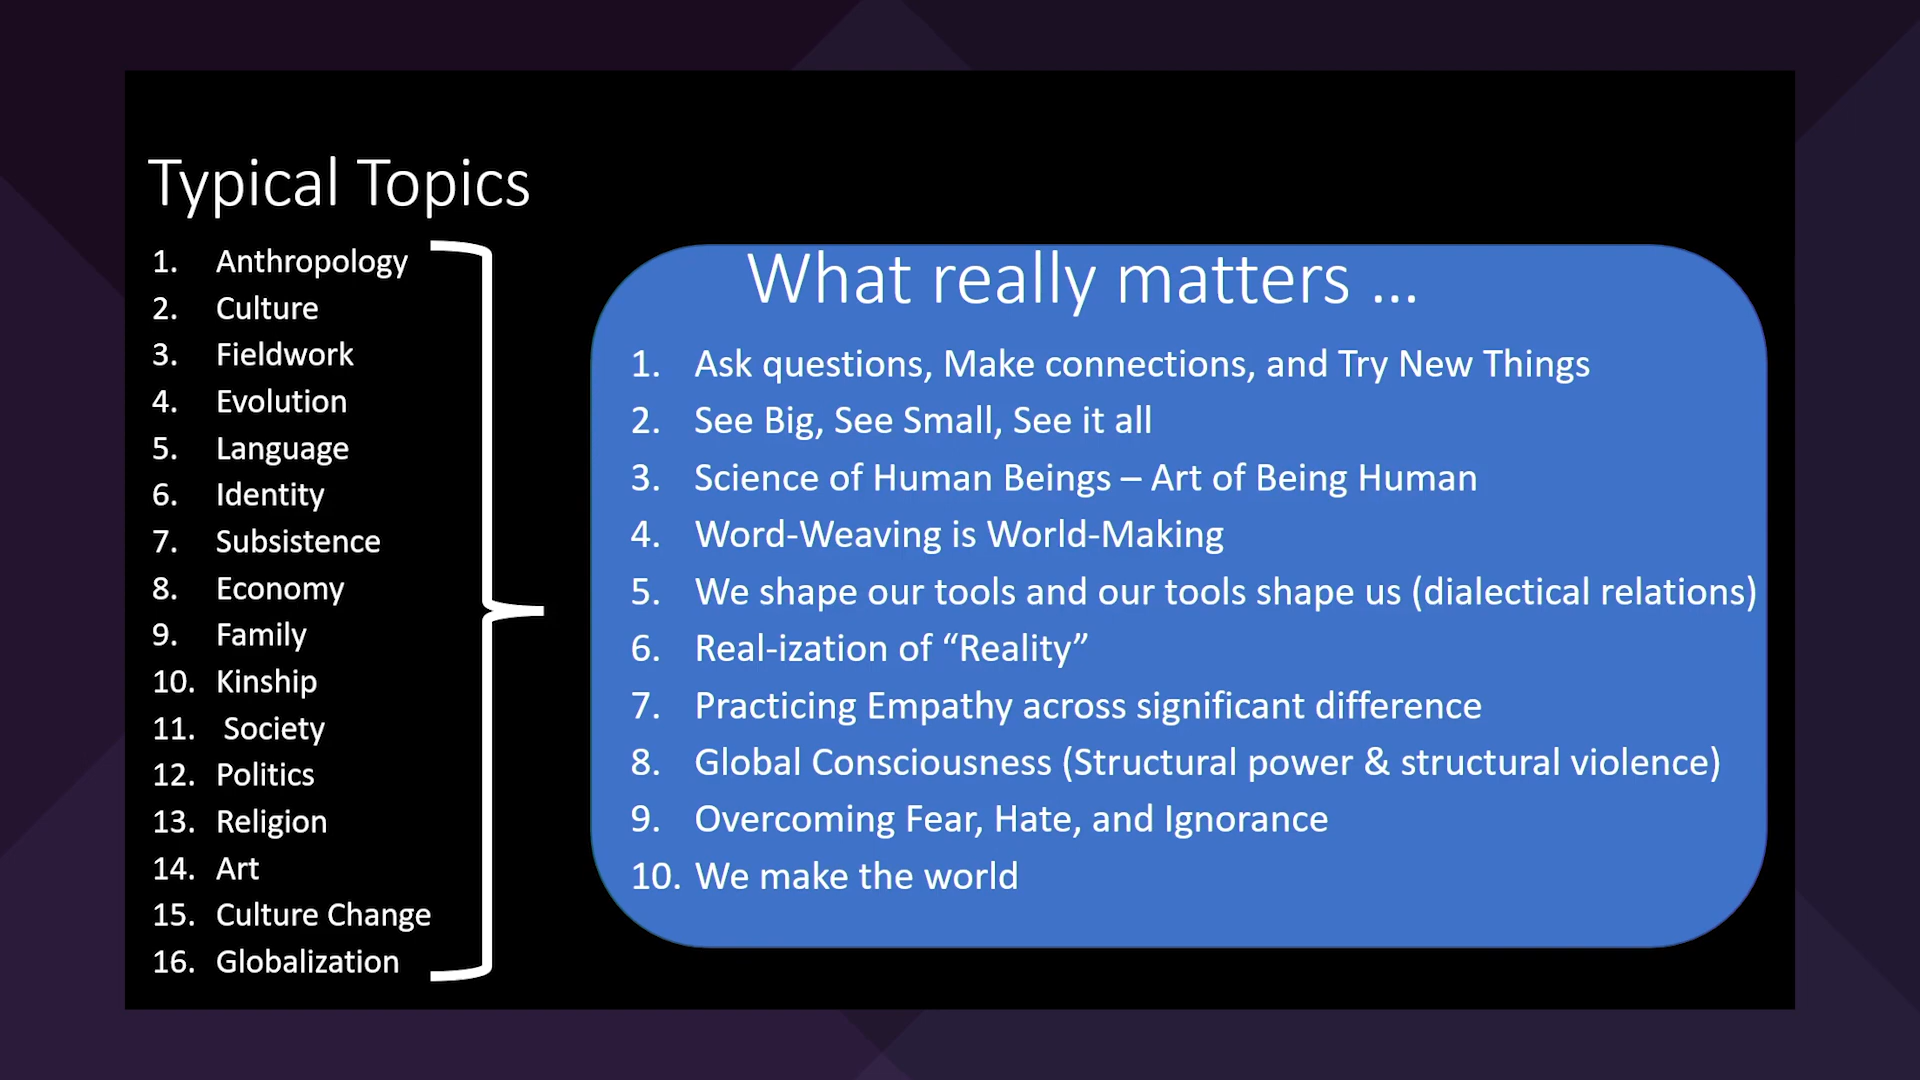 Typical Topics
1. Anthropology
2. Culture
3. Fieldwork
4. Evolution
5. Language
6. Identity
7. Subsistence
8. Economy
9. Family
10. Kinship
11. Society
12. Politics
13. Religion
14. Art
15. Culture Change
16. Globalization
What really matters ...
1. Ask questions, Make connections, and Try New Things
2. See Big, See Small, See it all
3. Science of Human Beings – Art of Being Human
4. Word-Weaving is World-Making
5. We shape our tools and our tools shape us (dialectical relations)
6. Real-ization of “Reality”
7. Practicing Empathy across significant difference
8. Global Consciousness (Structural power & structural violence)
9. Overcoming Fear, Hate, and Ignorance
10. We make the world